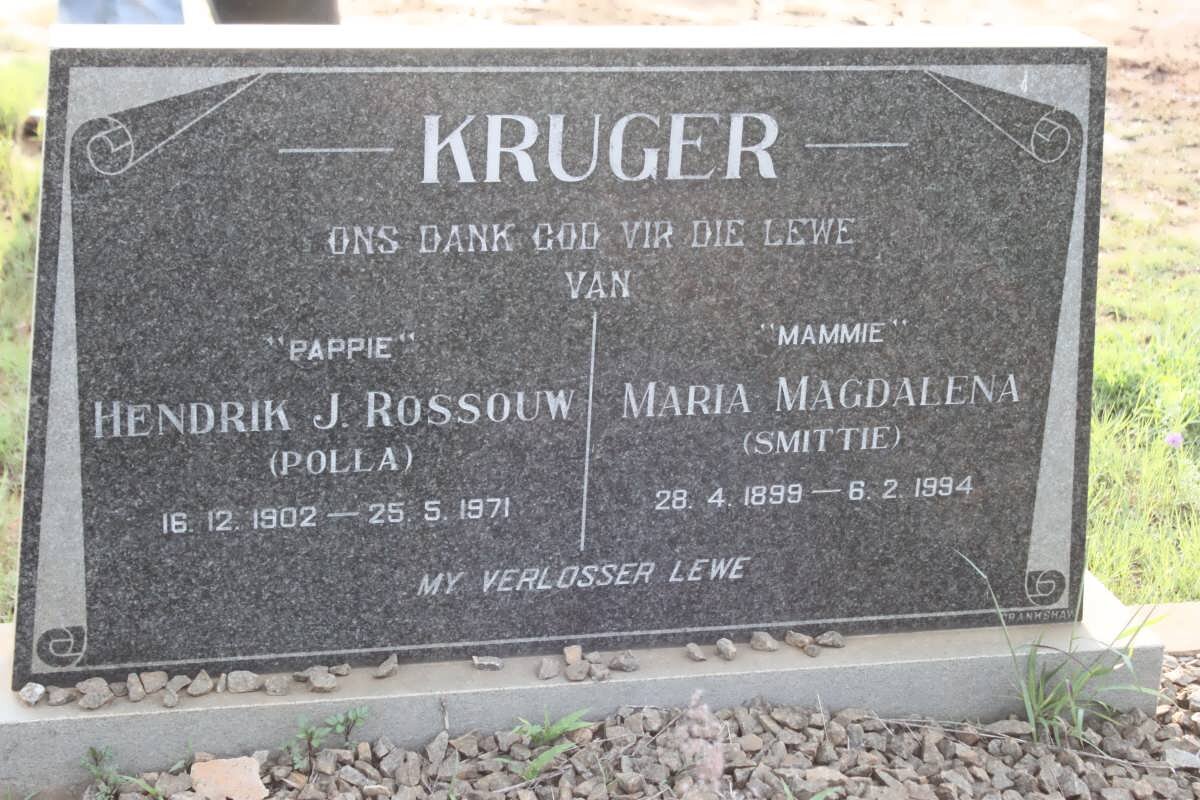 KRUGER
ONS DANK GOD VIR DIE LEWE
VAN
"PAPPIE"
HENDRIK J. ROSSOUW
(POLLA)
16. 12. 1902 — 25. 5. 1971
"MAMMIE"
MARIA MAGDALENA
(SMITTIE)
28. 4. 1899 — 6. 2. 1994
MY VERLOSSER LEWE
CRANKSHAW